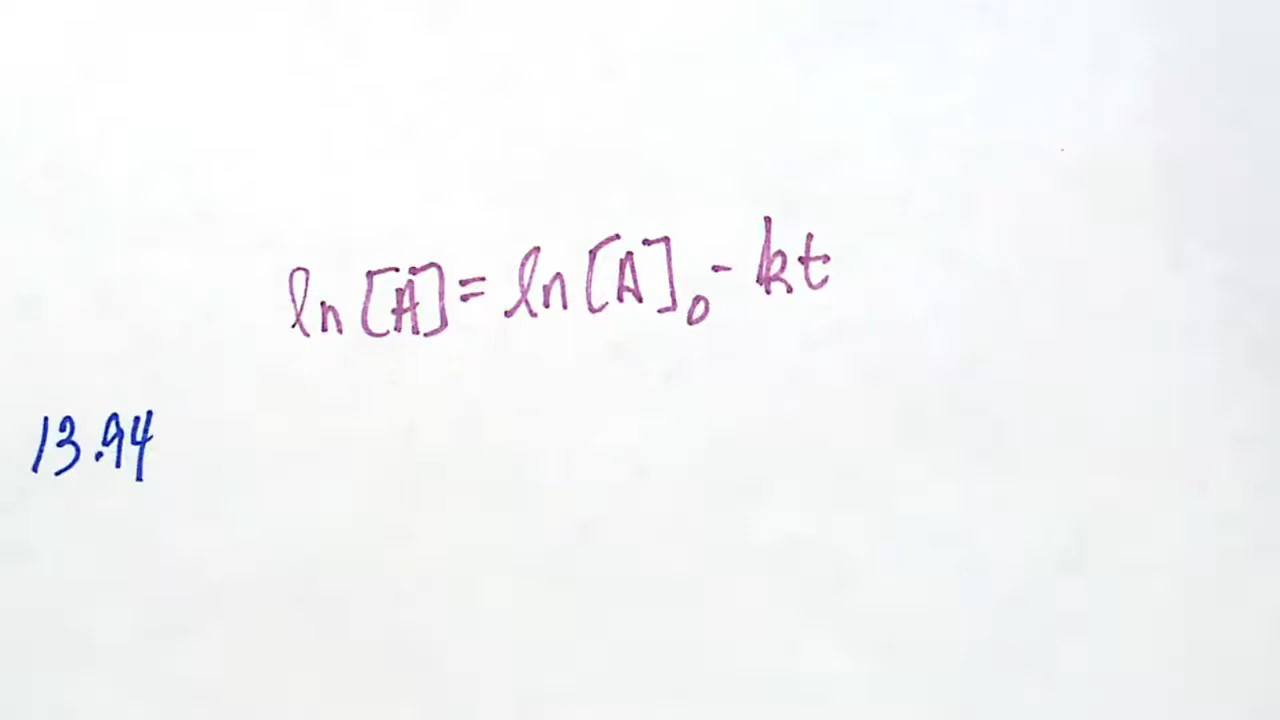 ln [A] = ln [A]₀ - kt
13.94